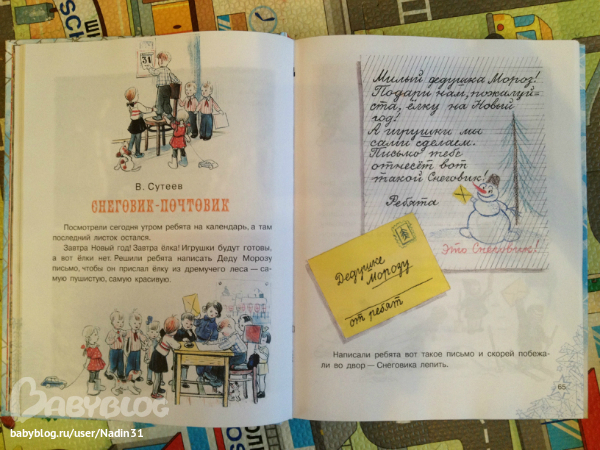 31
В. Сутеев
СНЕГОВИК-ПОЧТОВИК
Посмотрели сегодня утром ребята на календарь, а там
последний листок остался.
Завтра Новый год! Завтра ёлка! Игрушки будут готовы,
а вот ёлки нет. Решили ребята написать Деду Морозу
письмо, чтобы он прислал ёлку из дремучего леса — са-
мую пушистую, самую красивую.
Милый дедушка Мороз!
Подари нам, пожалуй-
ста, ёлку на Новый
год!
А игрушки мы
сами сделаем.
Письмо тебе
отнесёт вот
такой Снеговик!
Ребята
Это Снеговик!
Дедушке
Морозу
от ребят
Написали ребята вот такое письмо и скорей побежа-
ли во двор — Снеговика лепить.
65
BABYBLOG
babyblog.ru/user/Nadin31